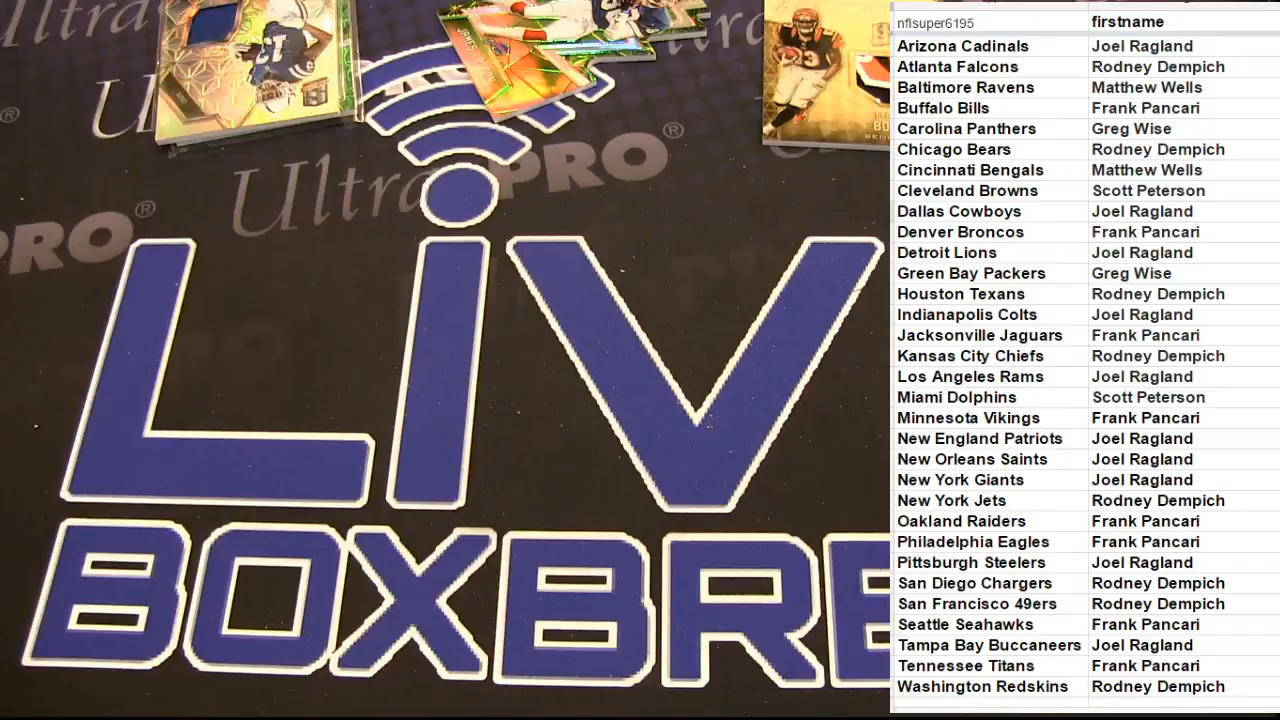 nflsuper6195 firstname
Arizona Cadinals Joel Ragland
Atlanta Falcons Rodney Dempich
Baltimore Ravens Matthew Wells
Buffalo Bills Frank Pancari
Carolina Panthers Greg Wise
Chicago Bears Rodney Dempich
Cincinnati Bengals Matthew Wells
Cleveland Browns Scott Peterson
Dallas Cowboys Joel Ragland
Denver Broncos Frank Pancari
Detroit Lions Joel Ragland
Green Bay Packers Greg Wise
Houston Texans Rodney Dempich
Indianapolis Colts Joel Ragland
Jacksonville Jaguars Frank Pancari
Kansas City Chiefs Rodney Dempich
Los Angeles Rams Joel Ragland
Miami Dolphins Scott Peterson
Minnesota Vikings Frank Pancari
New England Patriots Joel Ragland
New Orleans Saints Joel Ragland
New York Giants Joel Ragland
New York Jets Rodney Dempich
Oakland Raiders Frank Pancari
Philadelphia Eagles Frank Pancari
Pittsburgh Steelers Joel Ragland
San Diego Chargers Rodney Dempich
San Francisco 49ers Rodney Dempich
Seattle Seahawks Frank Pancari
Tampa Bay Buccaneers Joel Ragland
Tennessee Titans Frank Pancari
Washington Redskins Rodney Dempich
Ultra PRO®
PRO®
LiV
BOXBRE